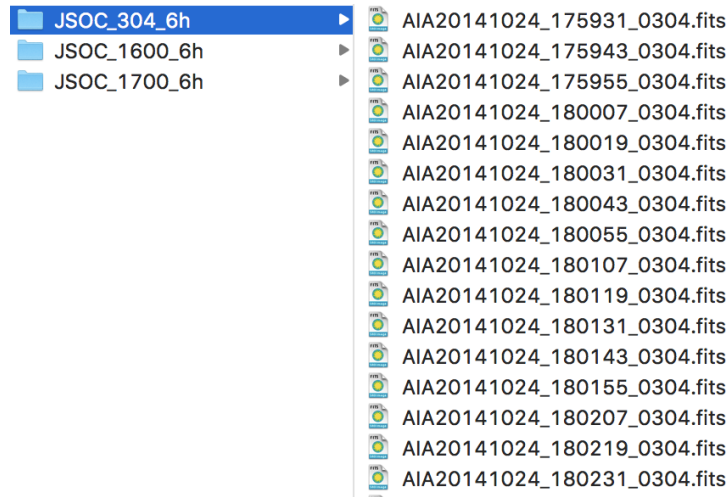 JSOC_304_6h
JSOC_1600_6h
JSOC_1700_6h
AIA20141024_175931_0304.fits
AIA20141024_175943_0304.fits
AIA20141024_175955_0304.fits
AIA20141024_180007_0304.fits
AIA20141024_180019_0304.fits
AIA20141024_180031_0304.fits
AIA20141024_180043_0304.fits
AIA20141024_180055_0304.fits
AIA20141024_180107_0304.fits
AIA20141024_180119_0304.fits
AIA20141024_180131_0304.fits
AIA20141024_180143_0304.fits
AIA20141024_180155_0304.fits
AIA20141024_180207_0304.fits
AIA20141024_180219_0304.fits
AIA20141024_180231_0304.fits